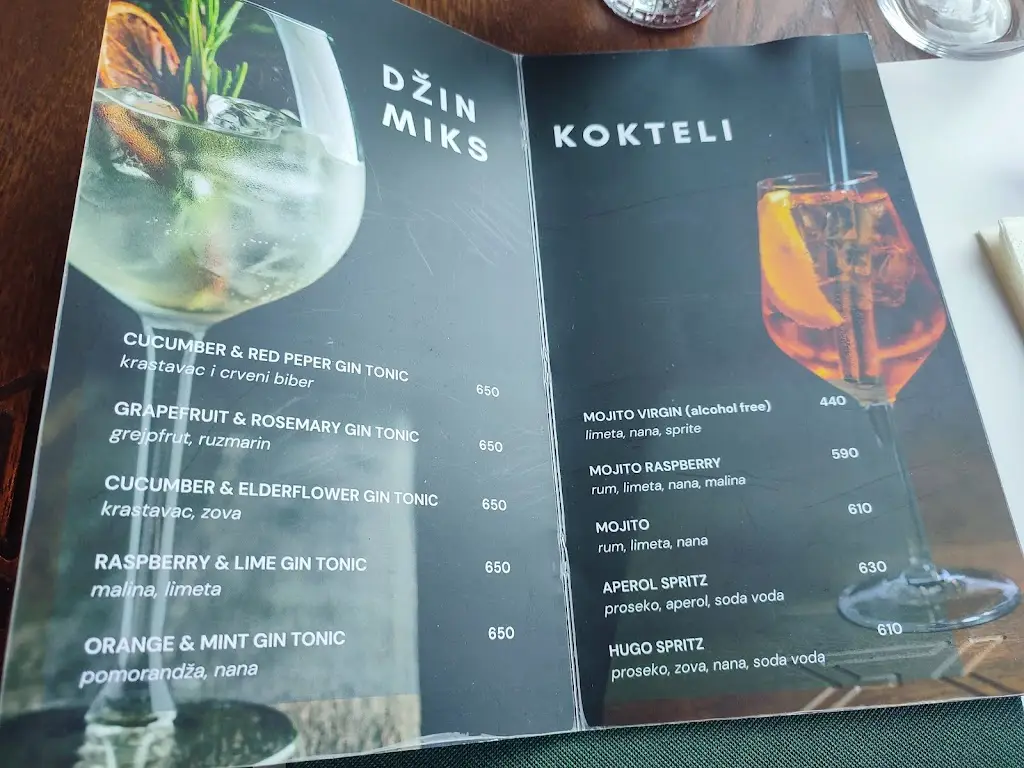 DŽIN
MIKS
CUCUMBER & RED PEPER GIN TONIC 650
krastavac i crveni biber
GRAPEFRUIT & ROSEMARY GIN TONIC 650
grejpfrut, ruzmarin
CUCUMBER & ELDERFLOWER GIN TONIC 650
krastavac, zova
RASPBERRY & LIME GIN TONIC 650
malina, limeta
ORANGE & MINT GIN TONIC 650
pomorandža, nana
KOKTELI
MOJITO VIRGIN (alcohol free) 440
limeta, nana, sprite
MOJITO RASPBERRY 590
rum, limeta, nana, malina
MOJITO 610
rum, limeta, nana
APEROL SPRITZ 630
proseko, aperol, soda voda
HUGO SPRITZ 610
proseko, zova, nana, soda voda